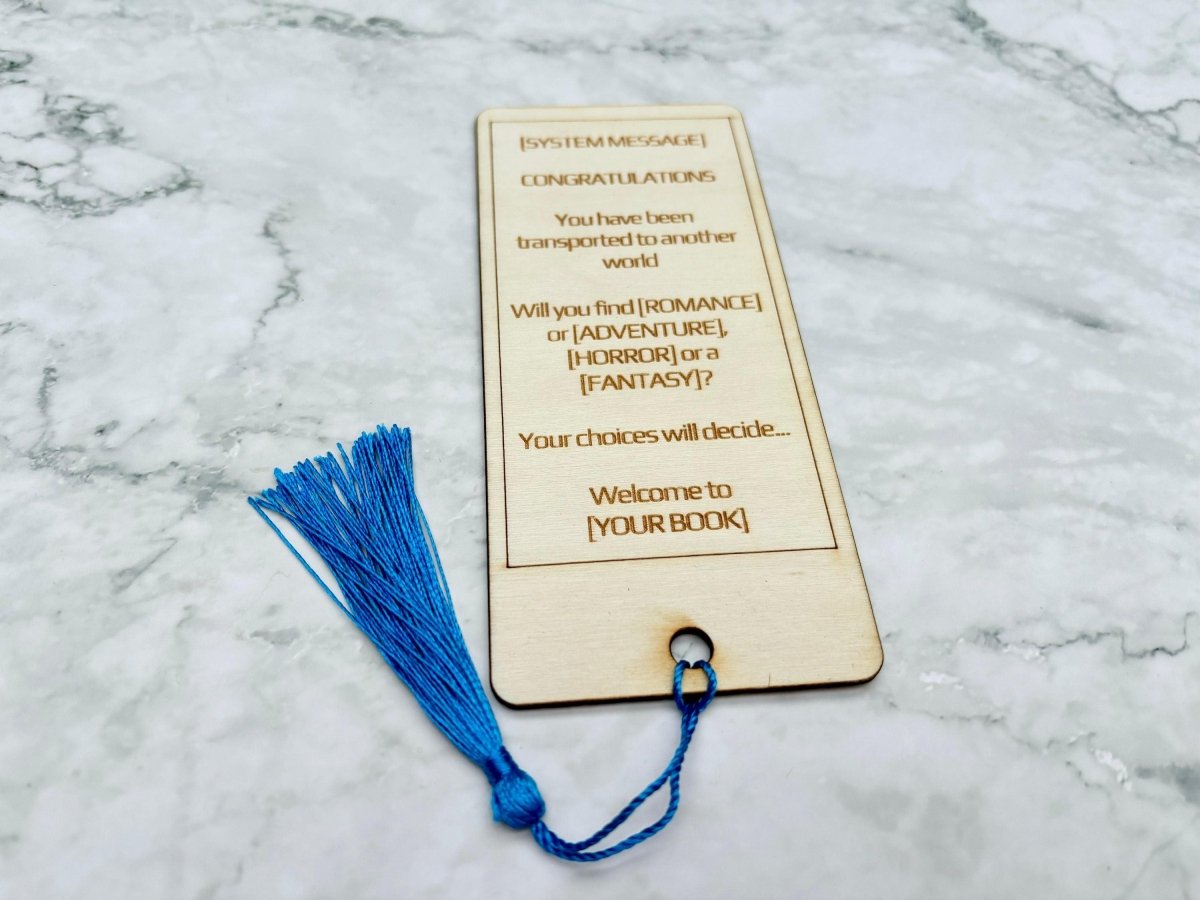 [SYSTEM MESSAGE]
CONGRATULATIONS
You have been
transported to another
world
Will you find [ROMANCE]
or [ADVENTURE],
[HORROR] or a
[FANTASY]?
Your choices will decide...
Welcome to
[YOUR BOOK]